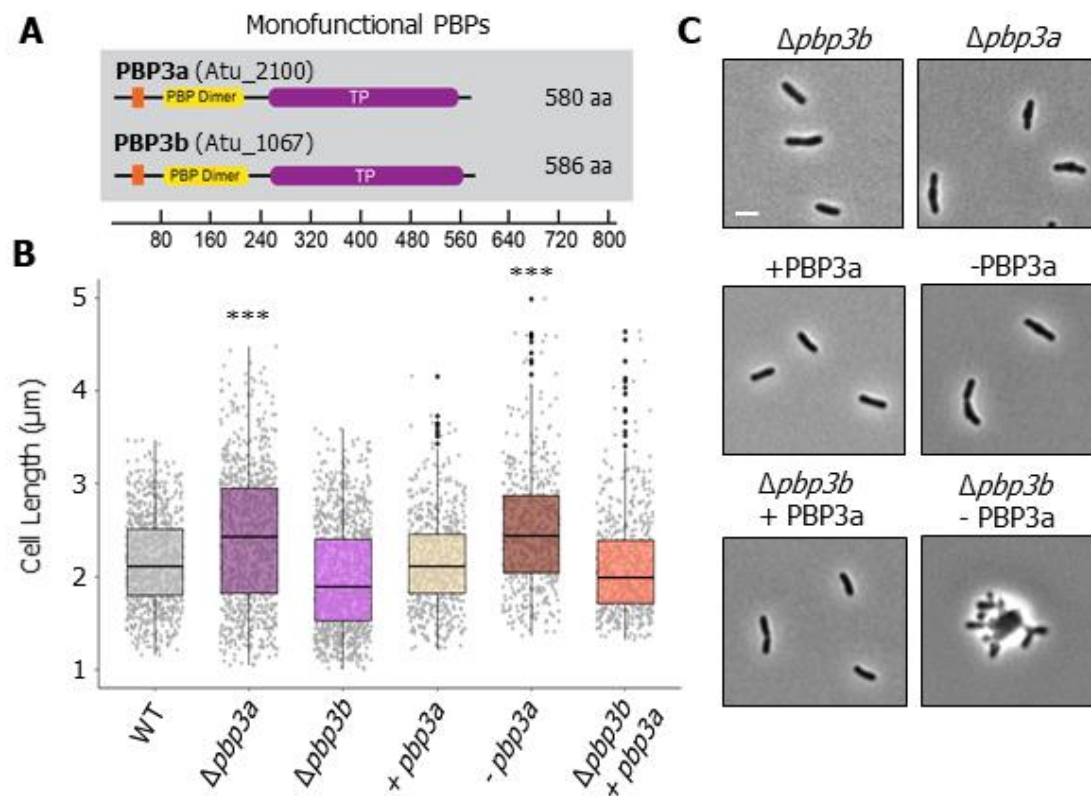 A
Monofunctional PBPs
PBP3a (Atu_2100)
PBP Dimer TP
580 aa
PBP3b (Atu_1067)
PBP Dimer TP
586 aa
80 160 240 320 400 480 560 640 720 800
B
Cell Length (µm)
5
4
3
2
1
***
***
WT
Δpbp3a
Δpbp3b
+ pbp3a
- pbp3a
Δpbp3b
+ pbp3a
C
Δpbp3b
Δpbp3a
+PBP3a
-PBP3a
Δpbp3b
+ PBP3a
Δpbp3b
- PBP3a